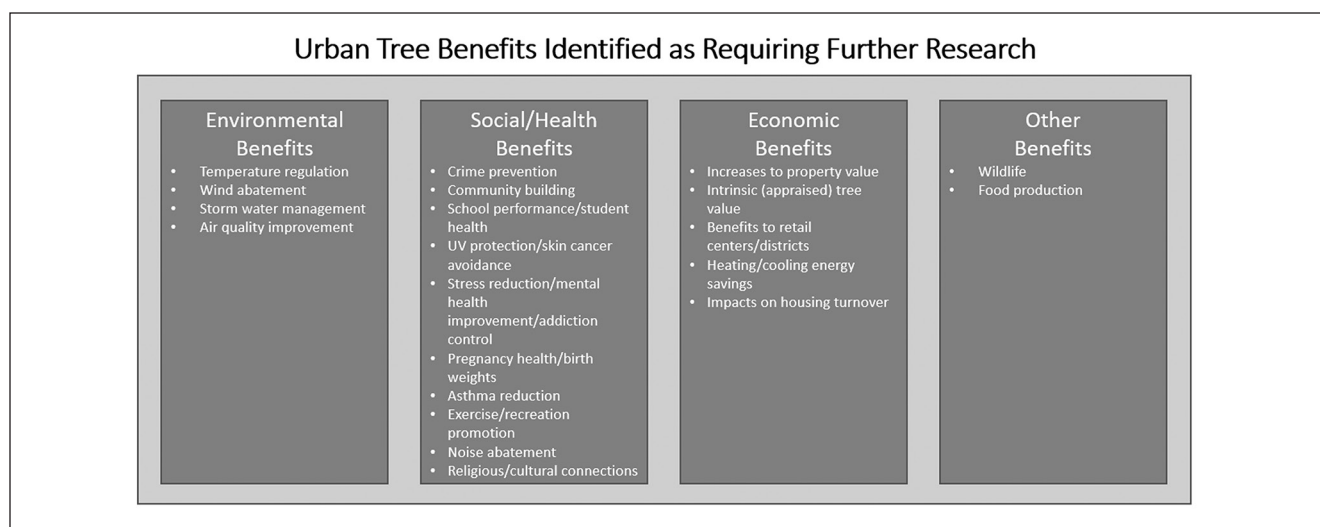 Urban Tree Benefits Identified as Requiring Further Research
Environmental
Benefits
• Temperature regulation
• Wind abatement
• Storm water management
• Air quality improvement
Social/Health
Benefits
• Crime prevention
• Community building
• School performance/student
health
• UV protection/skin cancer
avoidance
• Stress reduction/mental
health
improvement/addiction
control
• Pregnancy health/birth
weights
• Asthma reduction
• Exercise/recreation
promotion
• Noise abatement
• Religious/cultural connections
Economic
Benefits
• Increases to property value
• Intrinsic (appraised) tree
value
• Benefits to retail
centers/districts
• Heating/cooling energy
savings
• Impacts on housing turnover
Other
Benefits
• Wildlife
• Food production